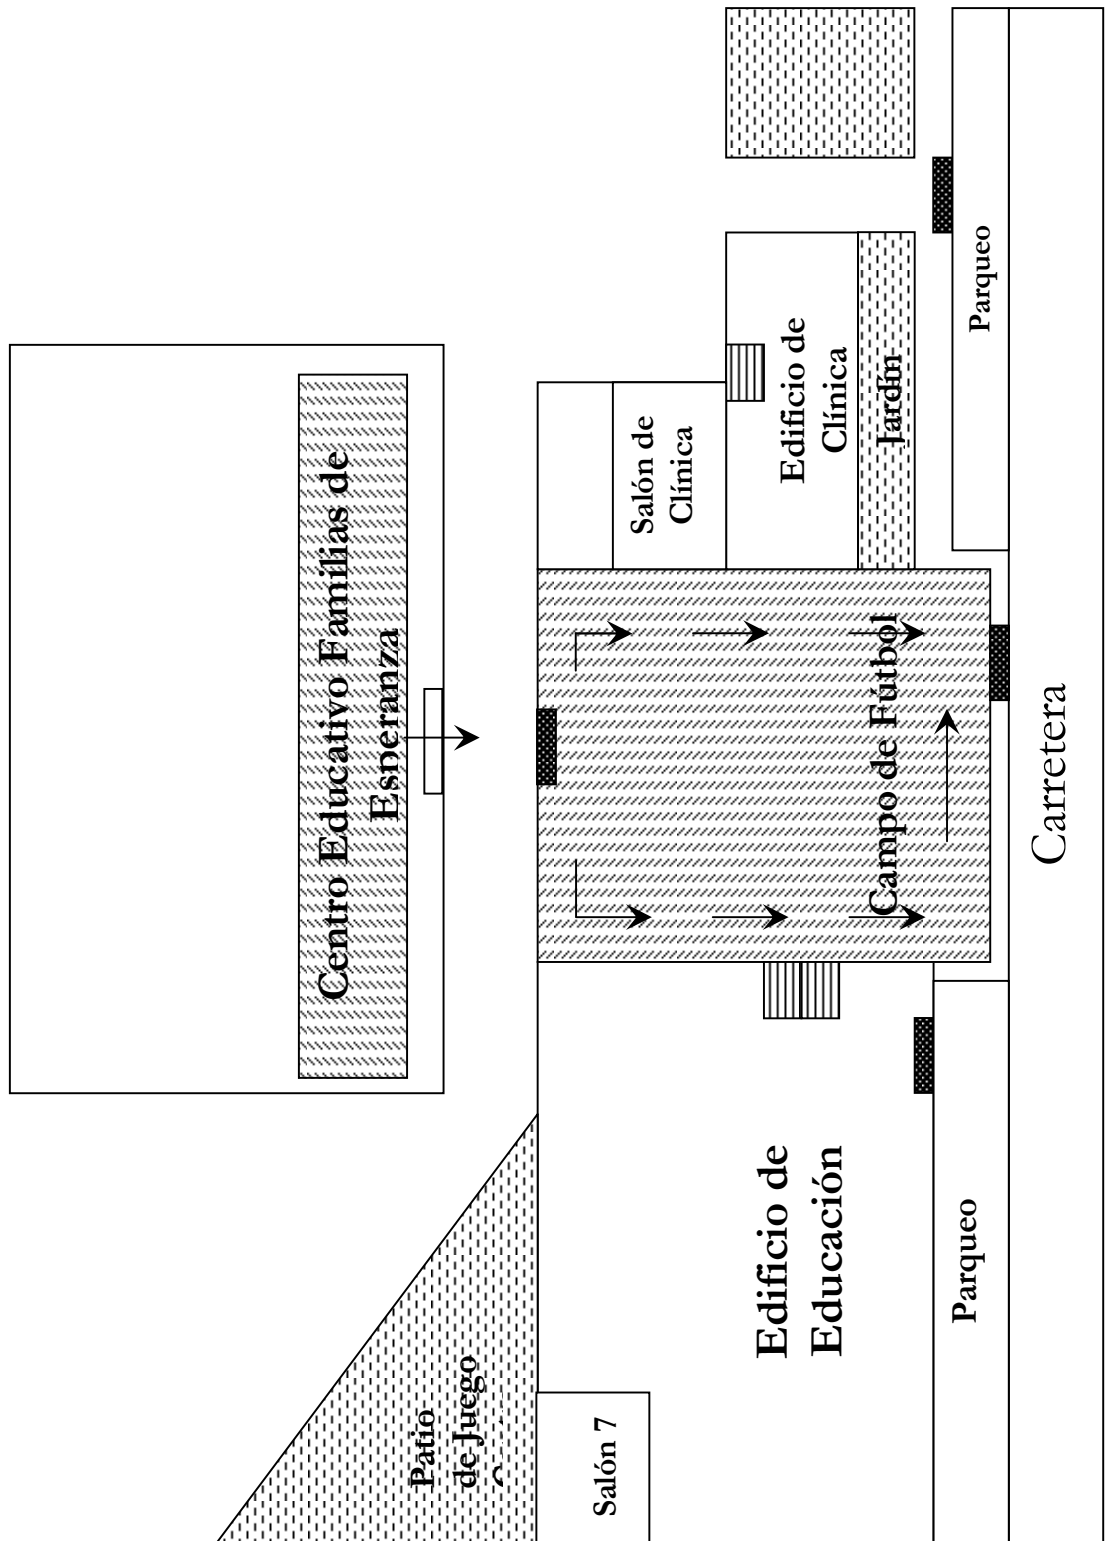 Centro Educativo Familias de
Esperanza
Patio
de Juego
Salón 7
Edificio de
Educación
Parqueo
Campo de Fútbol
Salón de
Clínica
Edificio de
Clínica
Jardín
Parqueo
Carretera